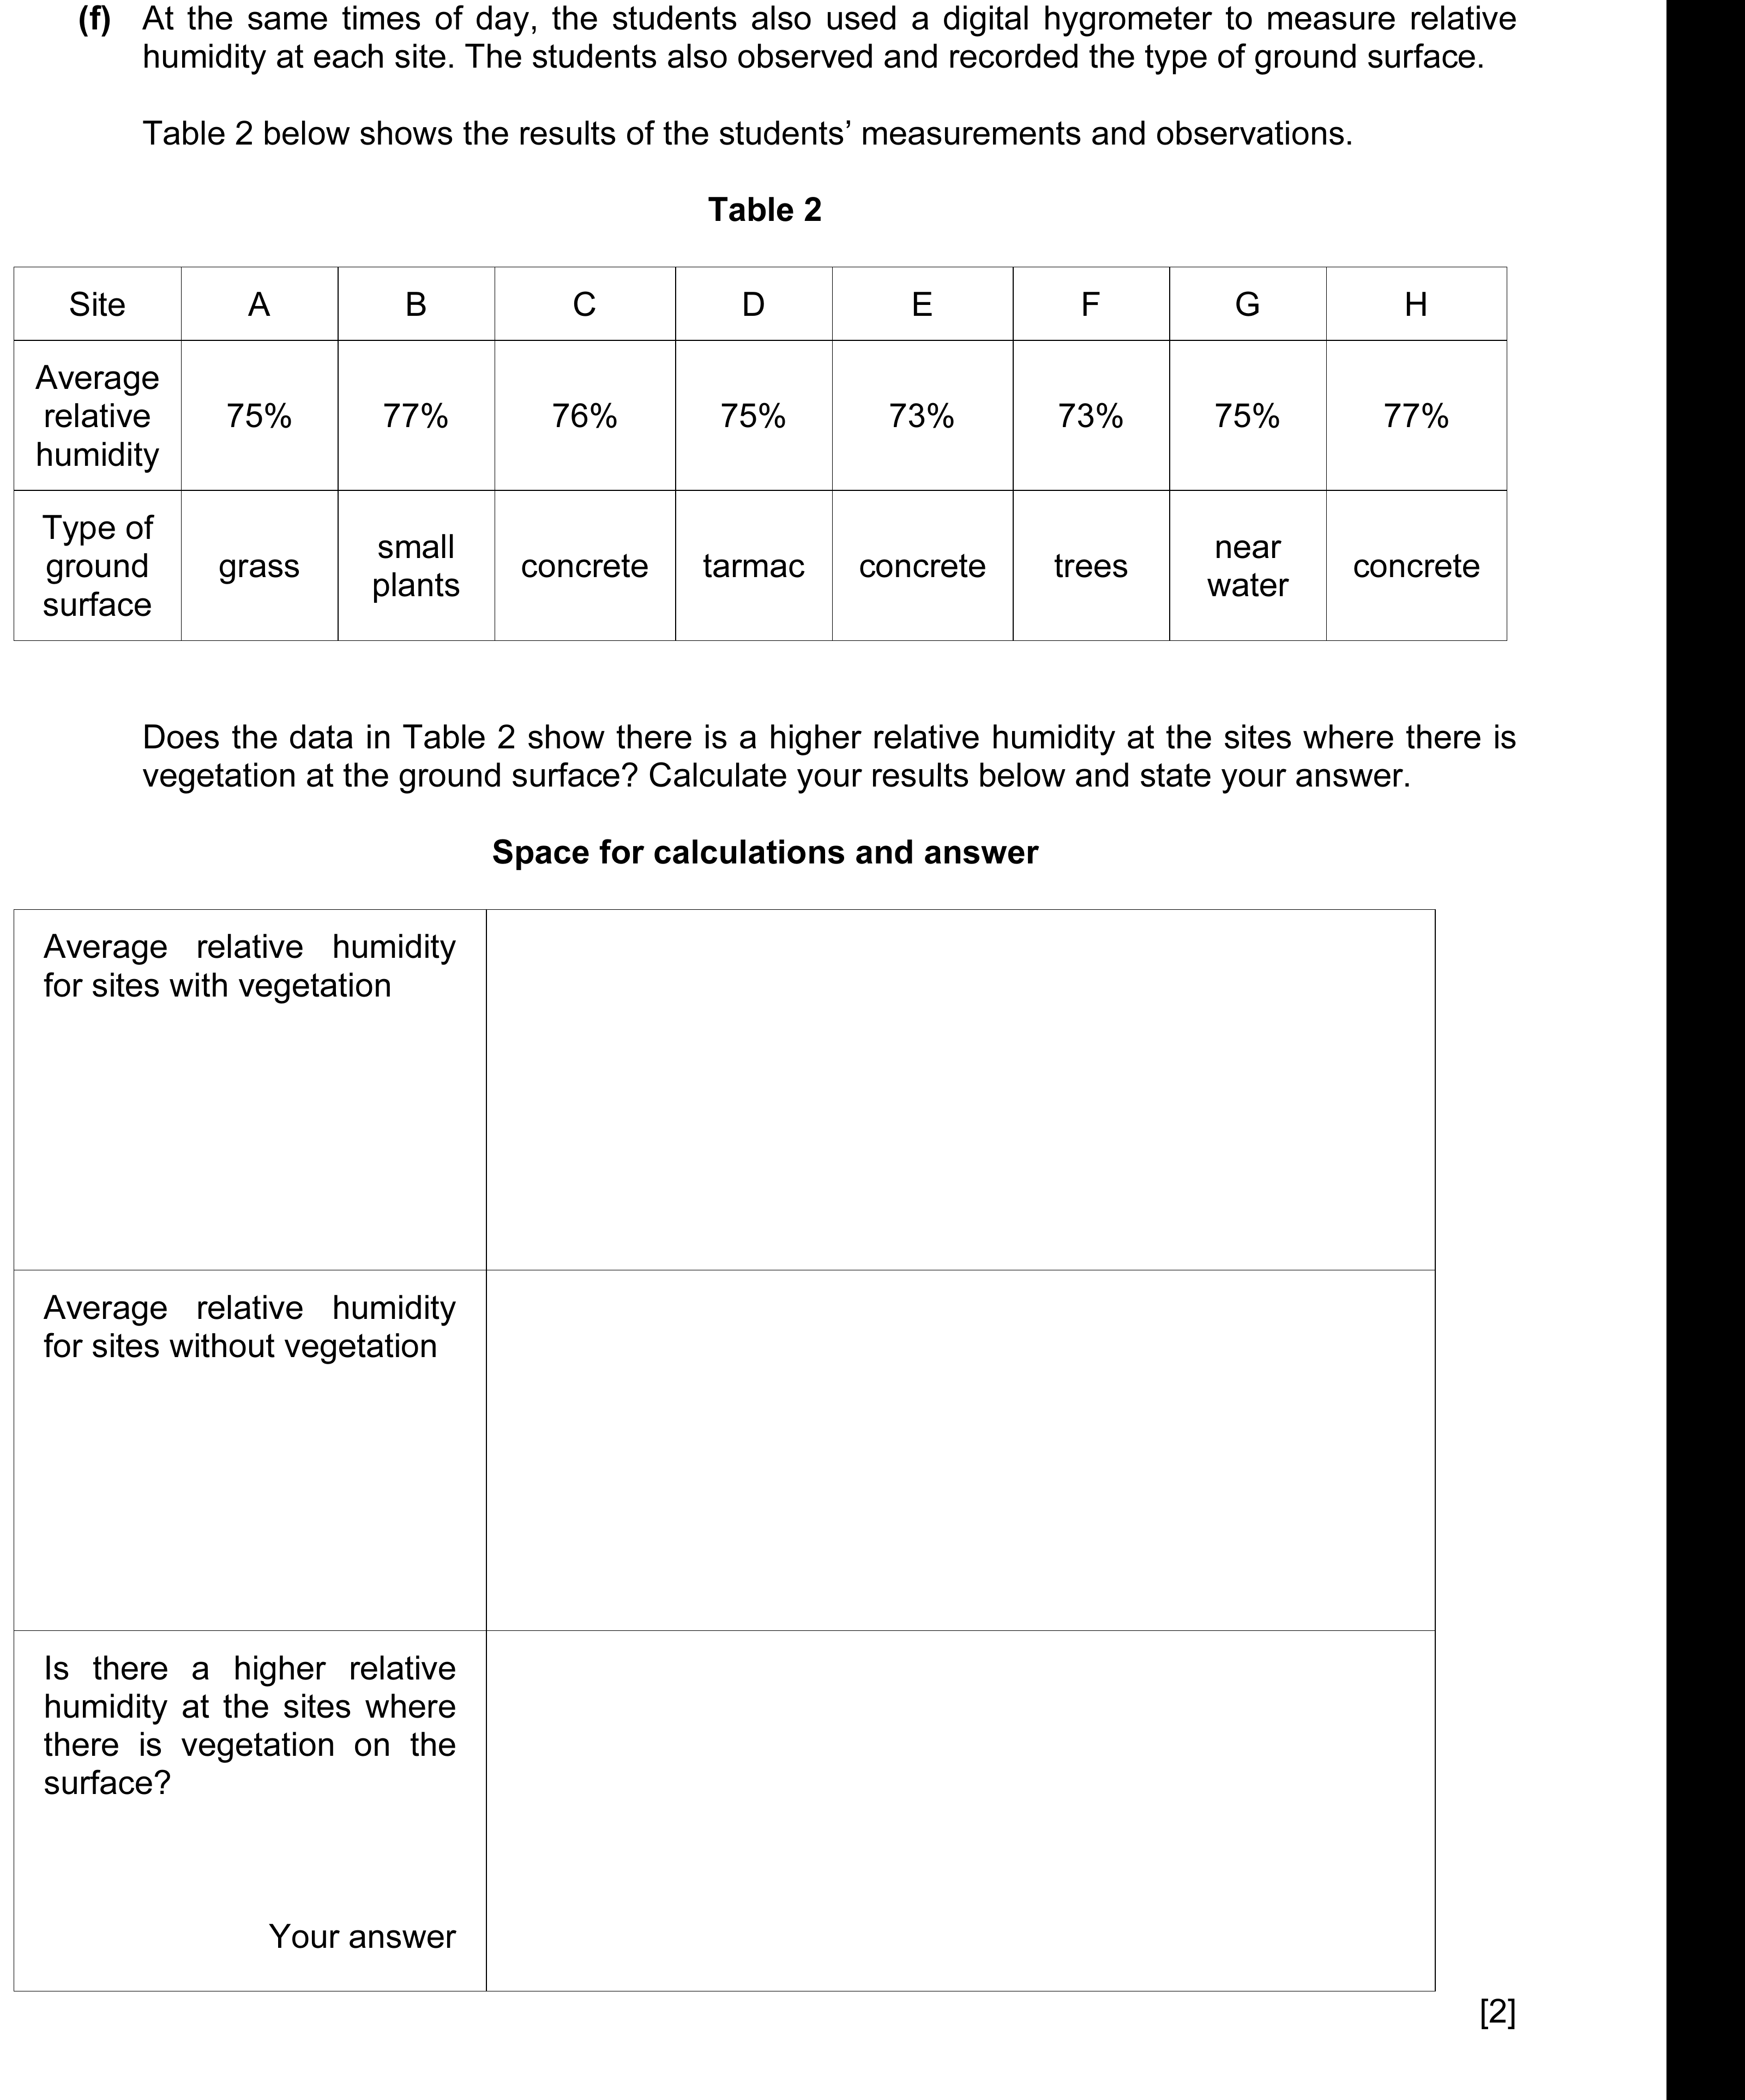 (f) At the same times of day, the students also used a digital hygrometer to measure relative
humidity at each site. The students also observed and recorded the type of ground surface.
Table 2 below shows the results of the students’ measurements and observations.
Table 2
Site A B C D E F G H
Average
relative
humidity
75% 77% 76% 75% 73% 73% 75% 77%
Type of
ground
surface
grass
small
plants
concrete
tarmac
concrete
trees
near
water
concrete
Does the data in Table 2 show there is a higher relative humidity at the sites where there is
vegetation at the ground surface? Calculate your results below and state your answer.
Space for calculations and answer
Average relative humidity
for sites with vegetation
Average relative humidity
for sites without vegetation
Is there a higher relative
humidity at the sites where
there is vegetation on the
surface?
Your answer
[2]